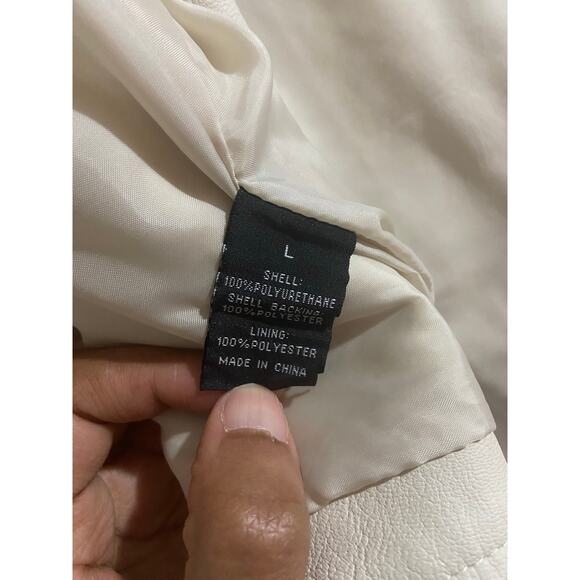 L
SHELL:
100%POLYURETHANE
SHELL BACKING:
100%POLYESTER
LINING:
100%POLYESTER
MADE IN CHINA